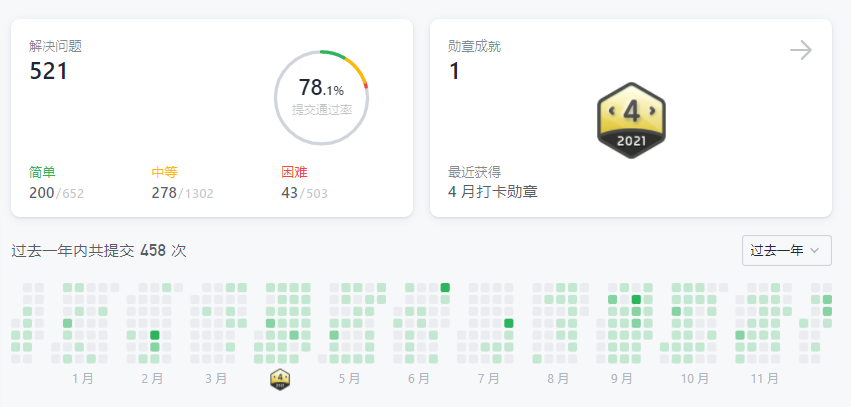 解决问题
521
78.1%
提交通过率
简单
中等
困难
200/652
278/1302
43/503
勋章成就
1
4
2021
最近获得
4 月打卡勋章
过去一年内共提交 458 次
过去一年
1 月
2 月
3 月
4
5 月
6 月
7 月
8 月
9 月
10 月
11 月